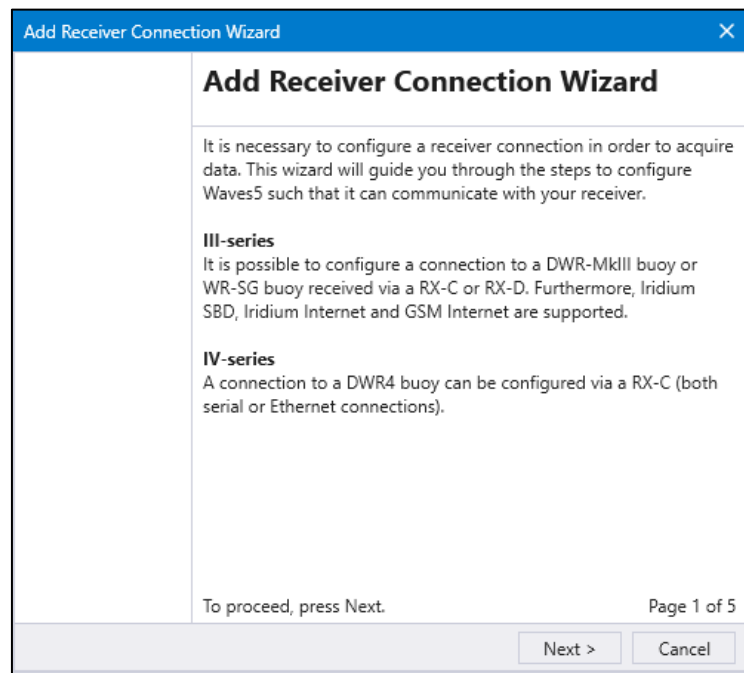 Add Receiver Connection Wizard
Add Receiver Connection Wizard
It is necessary to configure a receiver connection in order to acquire
data. This wizard will guide you through the steps to configure
Waves5 such that it can communicate with your receiver.
III-series
It is possible to configure a connection to a DWR-MkIII buoy or
WR-SG buoy received via a RX-C or RX-D. Furthermore, Iridium
SBD, Iridium Internet and GSM Internet are supported.
IV-series
A connection to a DWR4 buoy can be configured via a RX-C (both
serial or Ethernet connections).
To proceed, press Next. Page 1 of 5
Next > Cancel